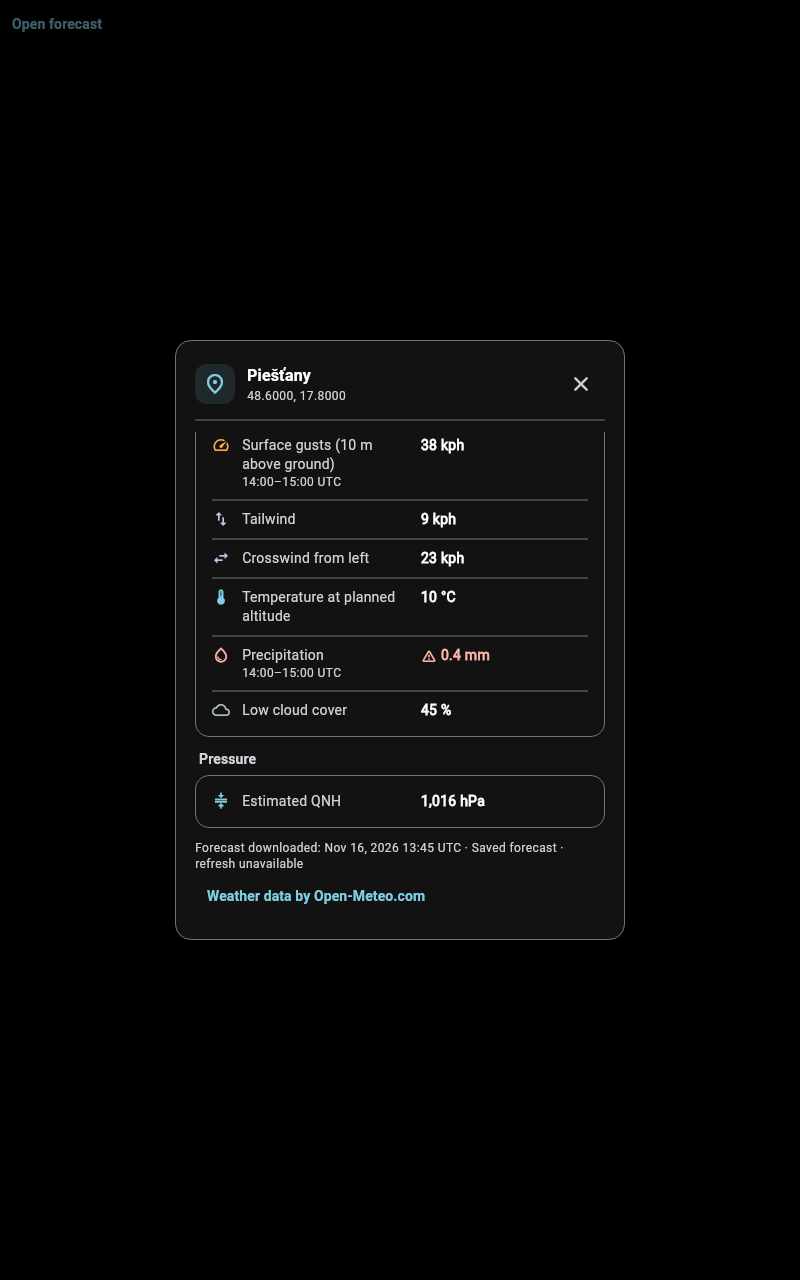 Open forecast
Piešťany
48.6000, 17.8000
Surface gusts (10 m
above ground)
14:00–15:00 UTC
38 kph
Tailwind
9 kph
Crosswind from left
23 kph
Temperature at planned
altitude
10 °C
Precipitation
14:00–15:00 UTC
0.4 mm
Low cloud cover
45 %
Pressure
Estimated QNH
1,016 hPa
Forecast downloaded: Nov 16, 2026 13:45 UTC · Saved forecast ·
refresh unavailable
Weather data by Open-Meteo.com